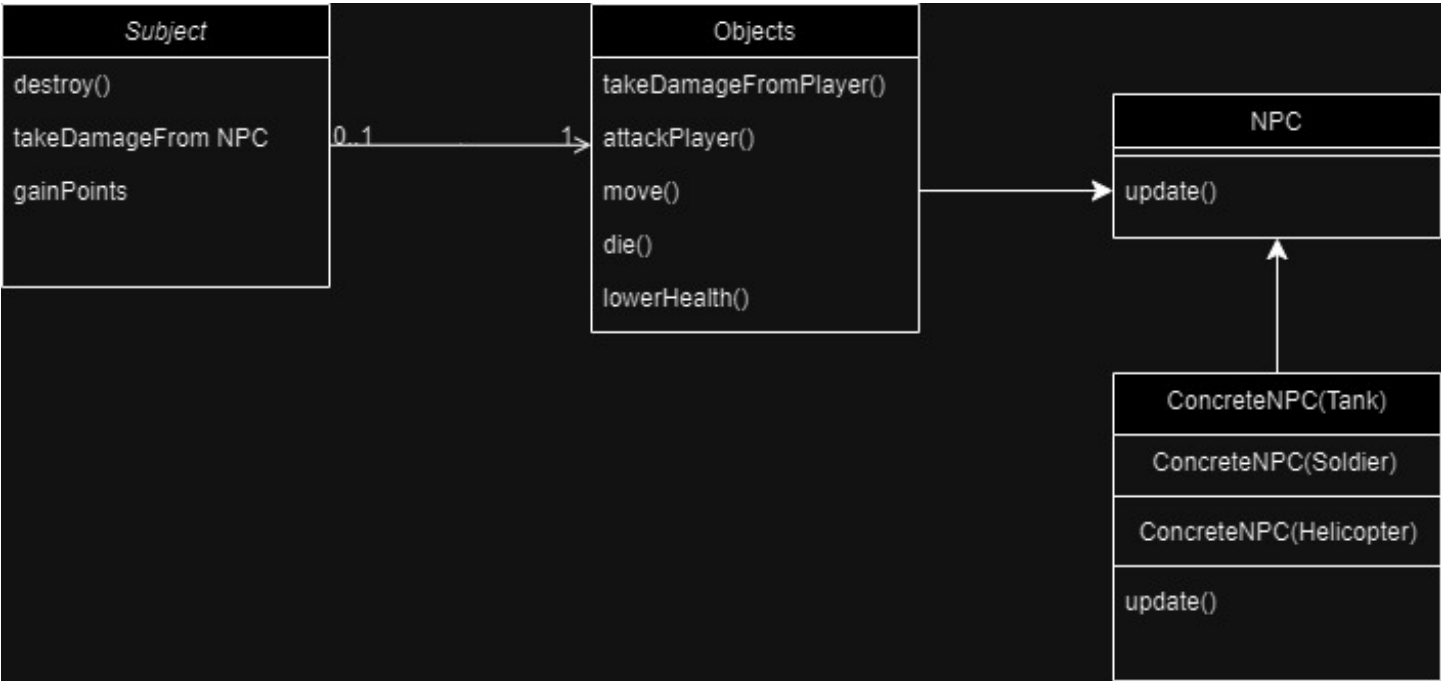 Subject
destroy()
takeDamageFrom NPC
gainPoints
0..1
1
Objects
takeDamageFromPlayer()
attackPlayer()
move()
die()
lowerHealth()
NPC
update()
ConcreteNPC(Tank)
ConcreteNPC(Soldier)
ConcreteNPC(Helicopter)
update()